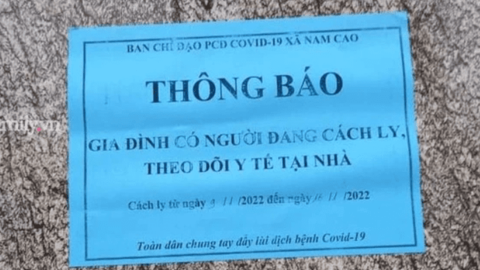 BAN CHỈ ĐẠO PCD COVID-19 XÃ NAM CAO
THÔNG BÁO
GIA ĐÌNH CÓ NGƯỜI ĐANG CÁCH LY,
THEO DÕI Y TẾ TẠI NHÀ
Cách ly từ ngày /2022 đến ngày /2022
Toàn dân chung tay đẩy lùi dịch bệnh Covid-19